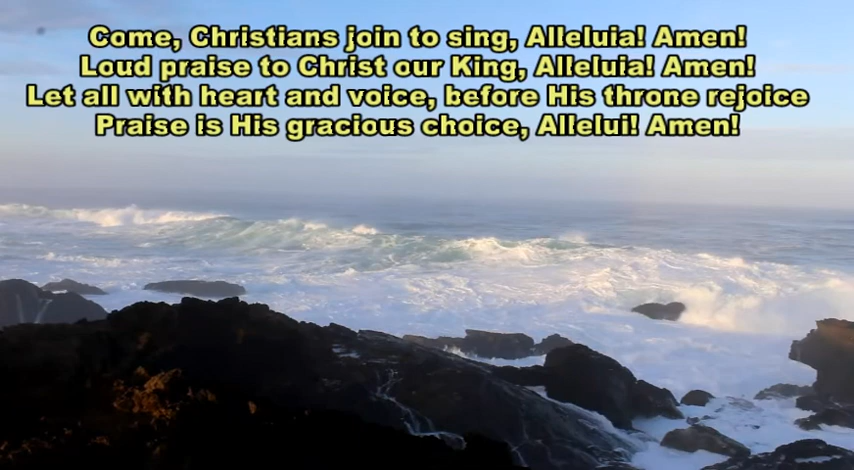 Come, Christians join to sing, Alleluia! Amen!
Loud praise to Christ our King, Alleluia! Amen!
Let all with heart and voice, before His throne rejoice
Praise is His gracious choice, Allelui! Amen!